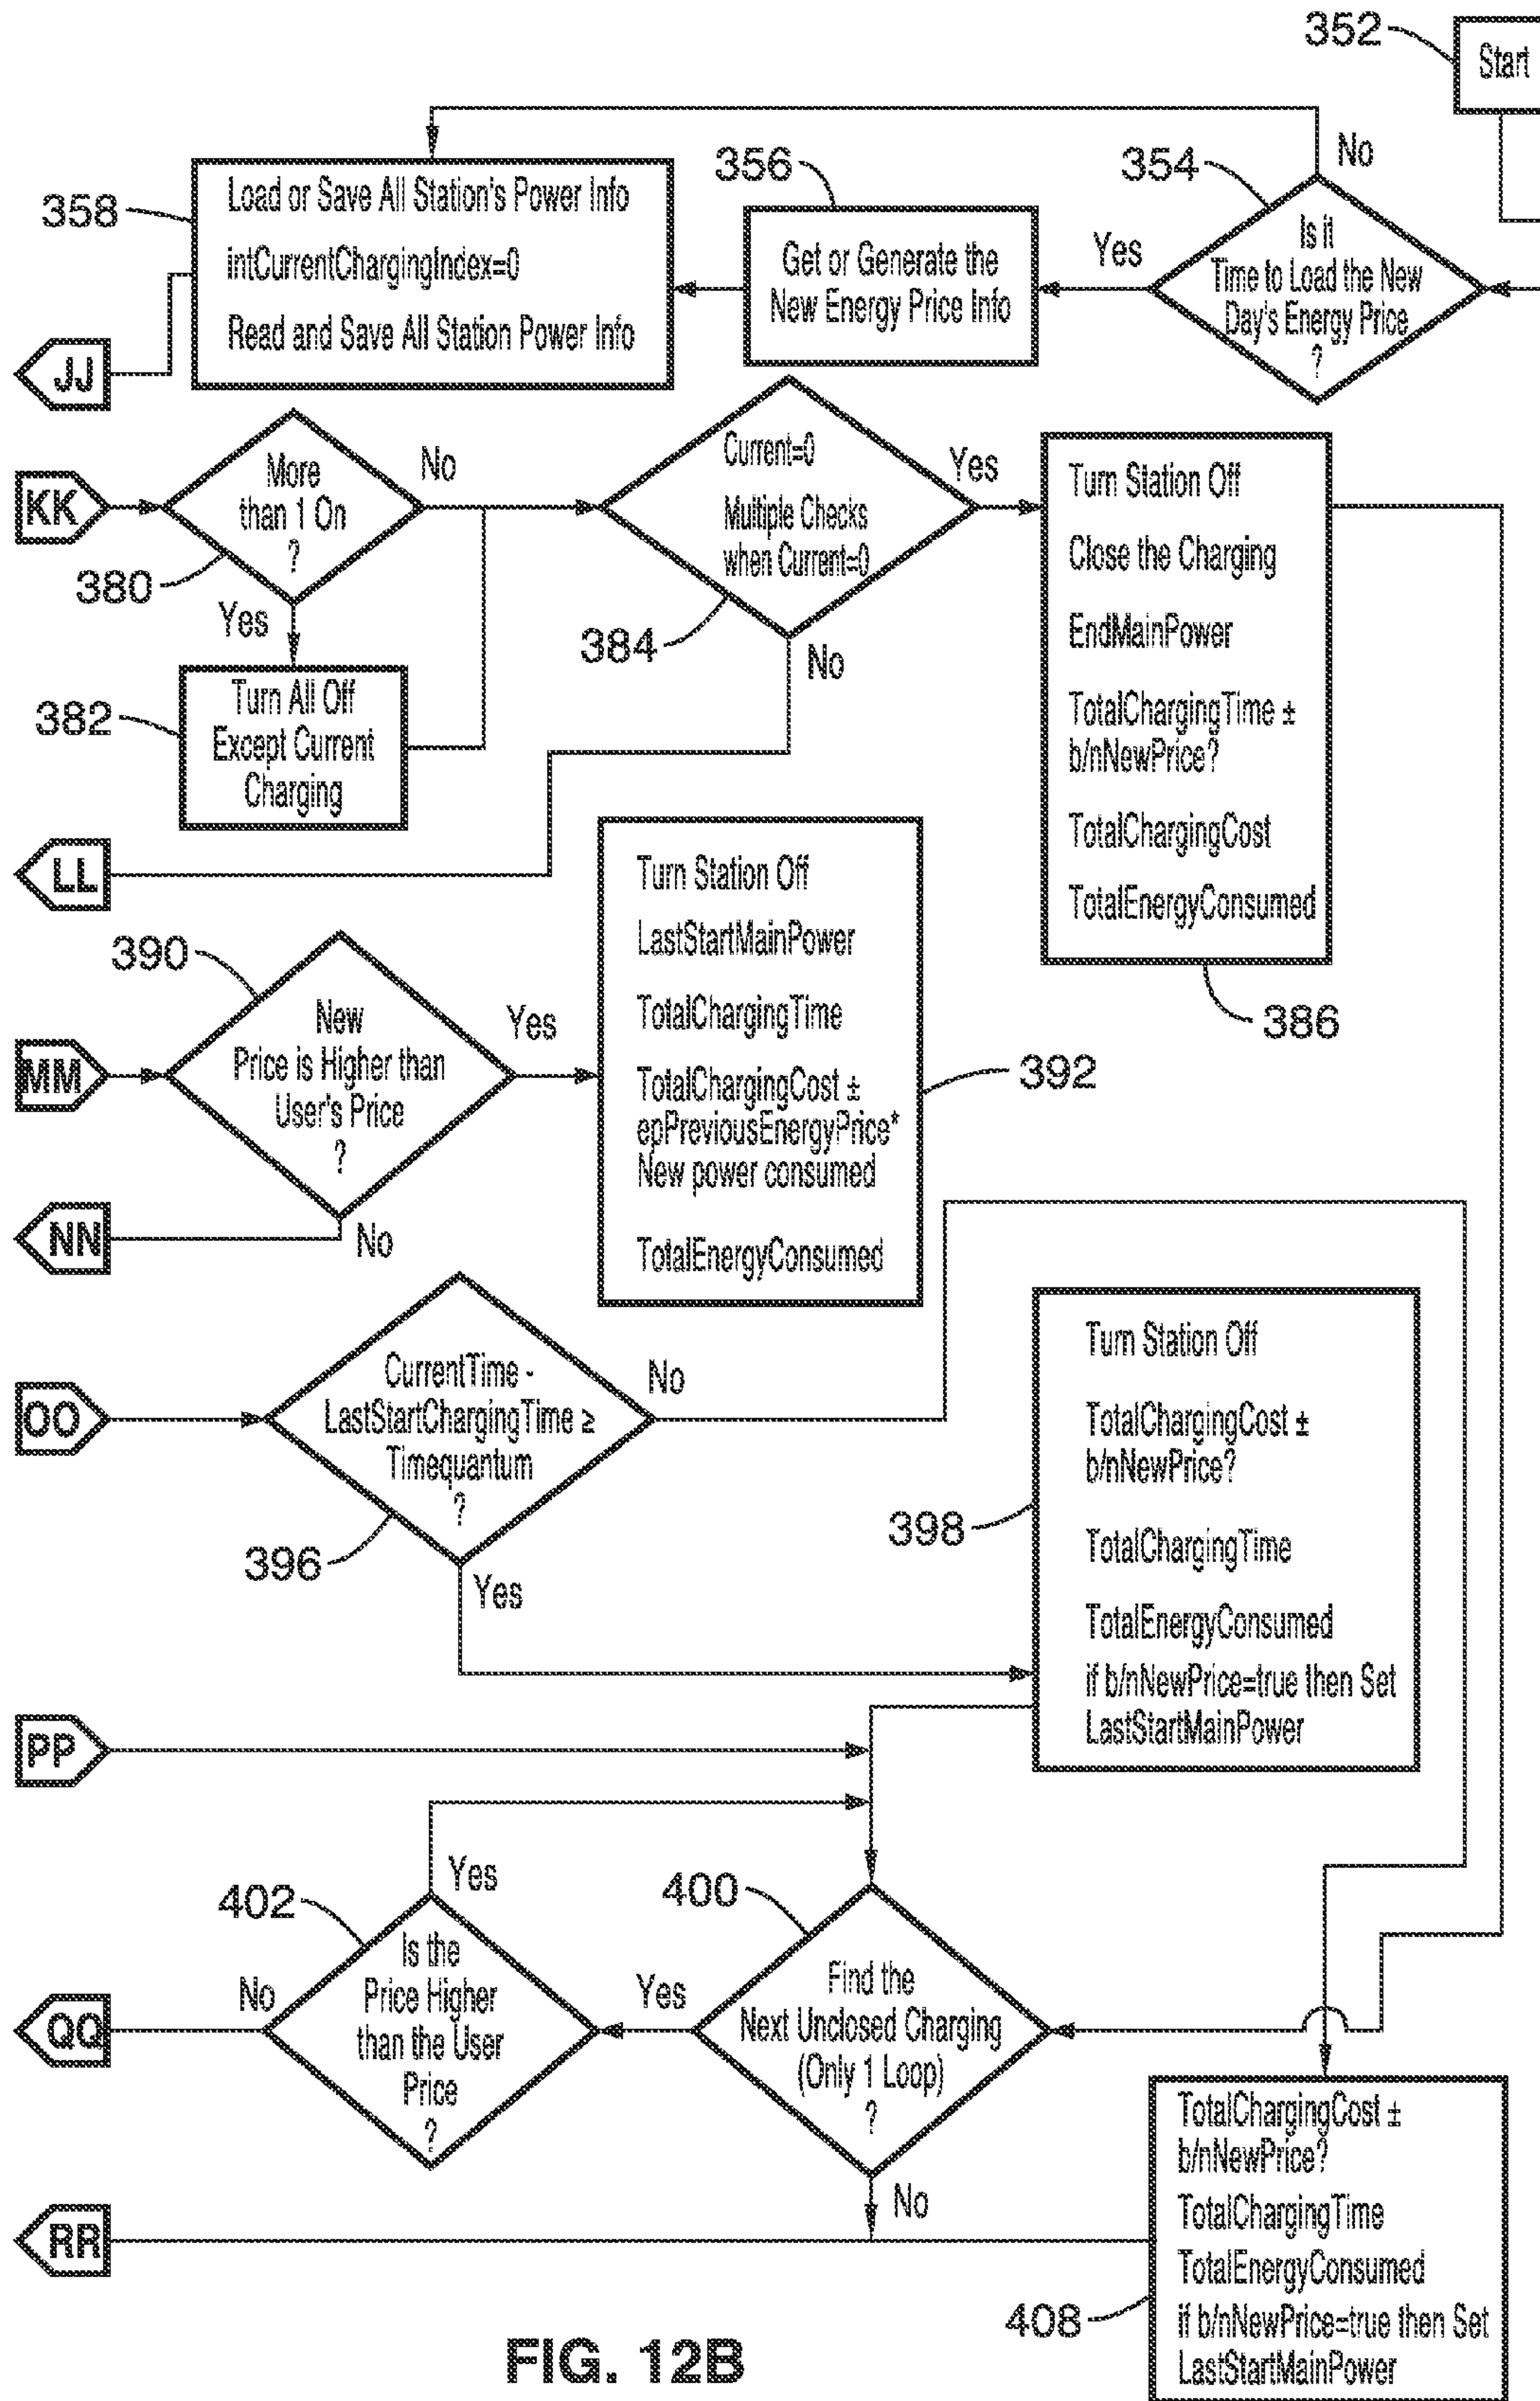 352
Start
No
356
354
358
Load or Save All Station's Power Info
intCurrentChargingIndex=0
Read and Save All Station Power Info
Get or Generate the
New Energy Price Info
Yes
Is it
Time to Load the New
Day's Energy Price
?
JJ
KK
More
than 1 On
?
No
380
Yes
Current=0
Multiple Checks
when Current=0
Yes
384
No
Turn Station Off
Close the Charging
EndMainPower
TotalChargingTime ±
b/nNewPrice?
TotalChargingCost
TotalEnergyConsumed
386
382
Turn All Off
Except Current
Charging
LL
390
MM
New
Price is Higher than
User's Price
?
Yes
NN
No
Turn Station Off
LastStartMainPower
TotalChargingTime
TotalChargingCost ±
epPreviousEnergyPrice*
New power consumed
TotalEnergyConsumed
392
OO
CurrentTime -
LastStartChargingTime ≥
Timequantum
?
No
396
Yes
398
Turn Station Off
TotalChargingCost ±
b/nNewPrice?
TotalChargingTime
TotalEnergyConsumed
if b/nNewPrice=true then Set
LastStartMainPower
PP
Yes
402
400
QQ
No
Is the
Price Higher
than the User
Price
?
Yes
Find the
Next Unclosed Charging
(Only 1 Loop)
?
No
RR
TotalChargingCost ±
b/nNewPrice?
TotalChargingTime
TotalEnergyConsumed
if b/nNewPrice=true then Set
LastStartMainPower
408
FIG. 12B